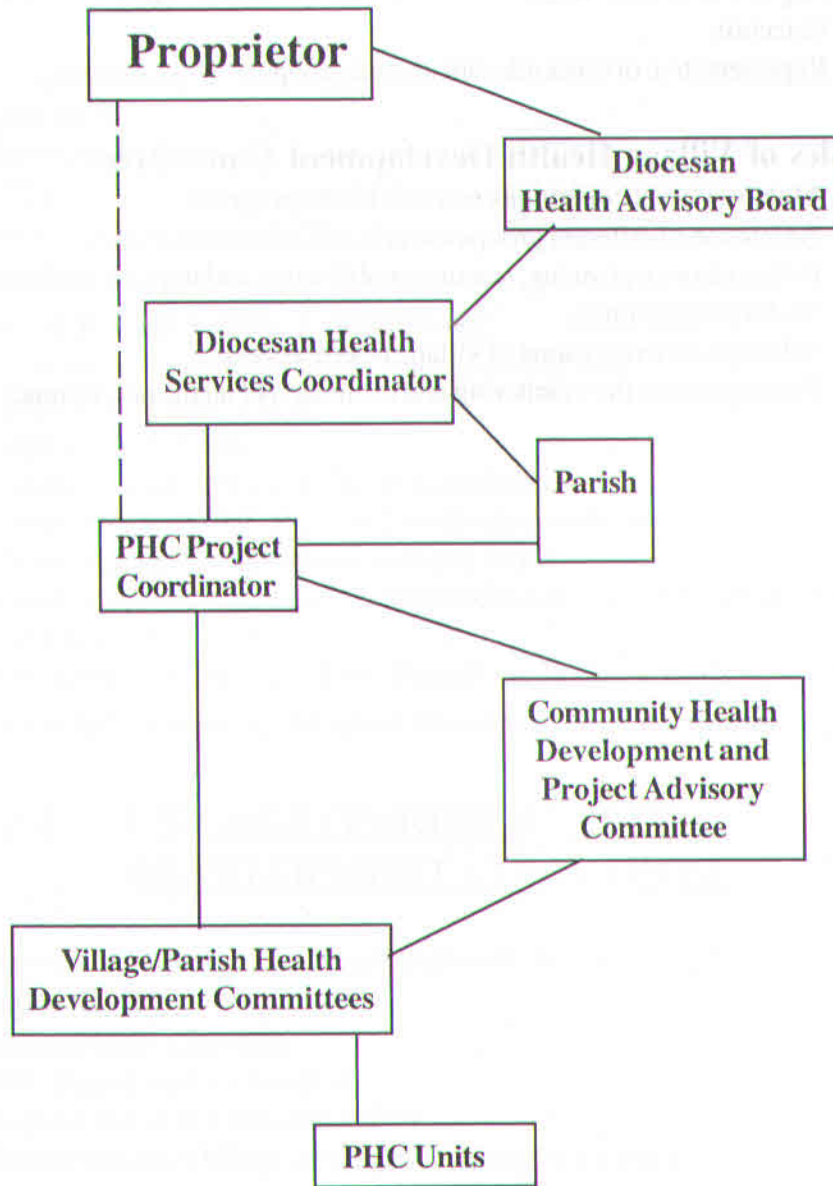 Proprietor
Diocesan
Health Advisory Board
Diocesan Health
Services Coordinator
Parish
PHC Project
Coordinator
Community Health
Development and
Project Advisory
Committee
Village/Parish Health
Development Committees
PHC Units